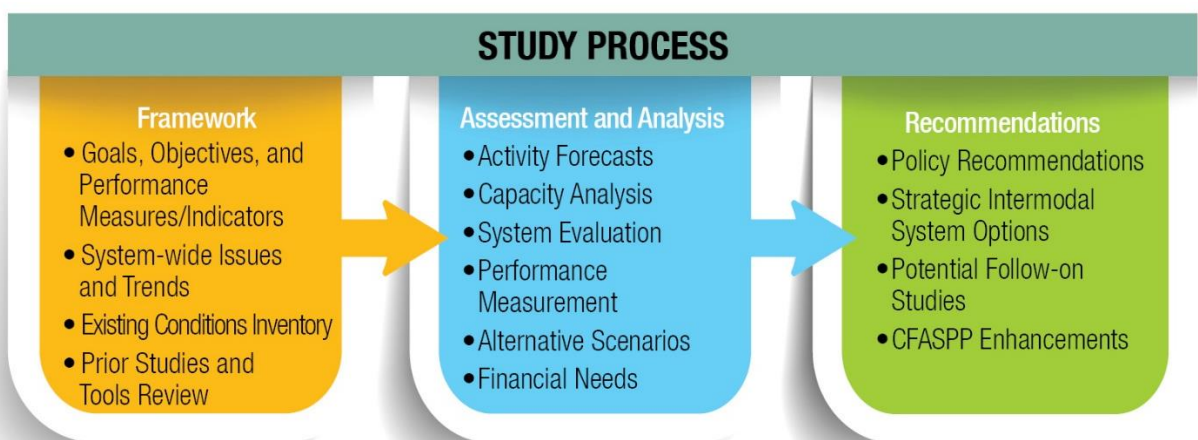 STUDY PROCESS
Framework
• Goals, Objectives, and
Performance
Measures/Indicators
• System-wide Issues
and Trends
• Existing Conditions Inventory
• Prior Studies and
Tools Review
Assessment and Analysis
• Activity Forecasts
• Capacity Analysis
• System Evaluation
• Performance
Measurement
• Alternative Scenarios
• Financial Needs
Recommendations
• Policy Recommendations
• Strategic Intermodal
System Options
• Potential Follow-on
Studies
• CFASPP Enhancements